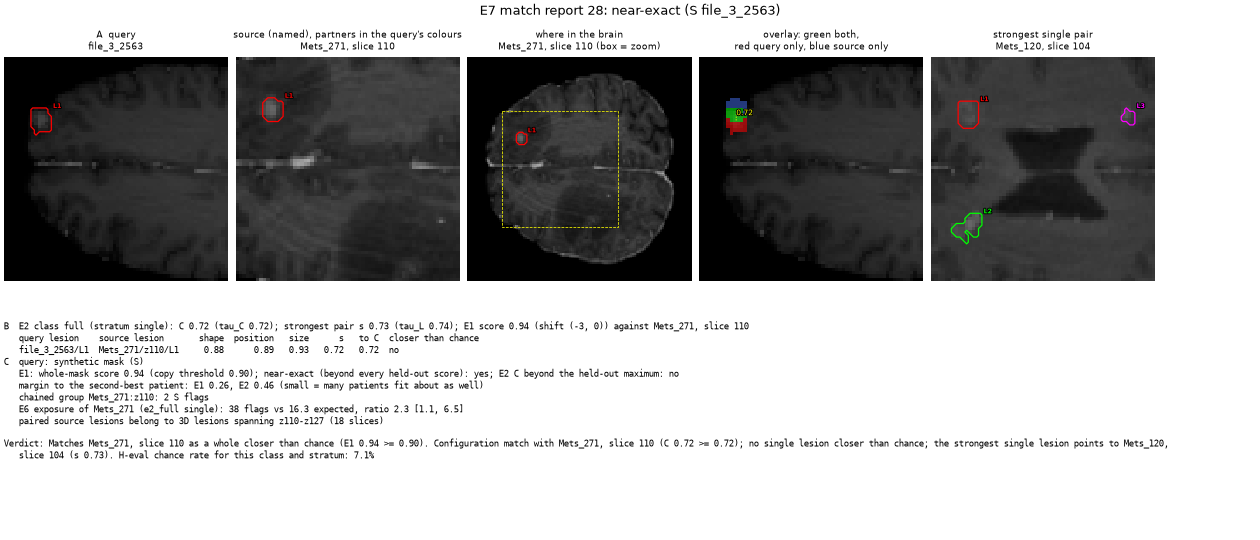 E7 match report 28: near-exact (S file_3_2563)
A query
file_3_2563
source (named), partners in the query's colours
Mets_271, slice 110
where in the brain
Mets_271, slice 110 (box = zoom)
overlay: green both,
red query only, blue source only
strongest single pair
Mets_120, slice 104
L1
L1
L1
0.72
L1
L3
L2
B E2 class full (stratum single): C 0.72 (tau_C 0.72); strongest pair s 0.73 (tau_L 0.74); E1 score 0.94 (shift (-3, 0)) against Mets_271, slice 110
query lesion source lesion shape position size s to C closer than chance
file_3_2563/L1 Mets_271/z110/L1 0.88 0.89 0.93 0.72 0.72 no
C query: synthetic mask (S)
E1: whole-mask score 0.94 (copy threshold 0.90); near-exact (beyond every held-out score): yes; E2 C beyond the held-out maximum: no
margin to the second-best patient: E1 0.26, E2 0.46 (small = many patients fit about as well)
chained group Mets_271:z110: 2 S flags
E6 exposure of Mets_271 (e2_full single): 38 flags vs 16.3 expected, ratio 2.3 [1.1, 6.5]
paired source lesions belong to 3D lesions spanning z110-z127 (18 slices)
Verdict: Matches Mets_271, slice 110 as a whole closer than chance (E1 0.94 >= 0.90). Configuration match with Mets_271, slice 110 (C 0.72 >= 0.72); no single lesion closer than chance; the strongest single lesion points to Mets_120,
slice 104 (s 0.73). H-eval chance rate for this class and stratum: 7.1%